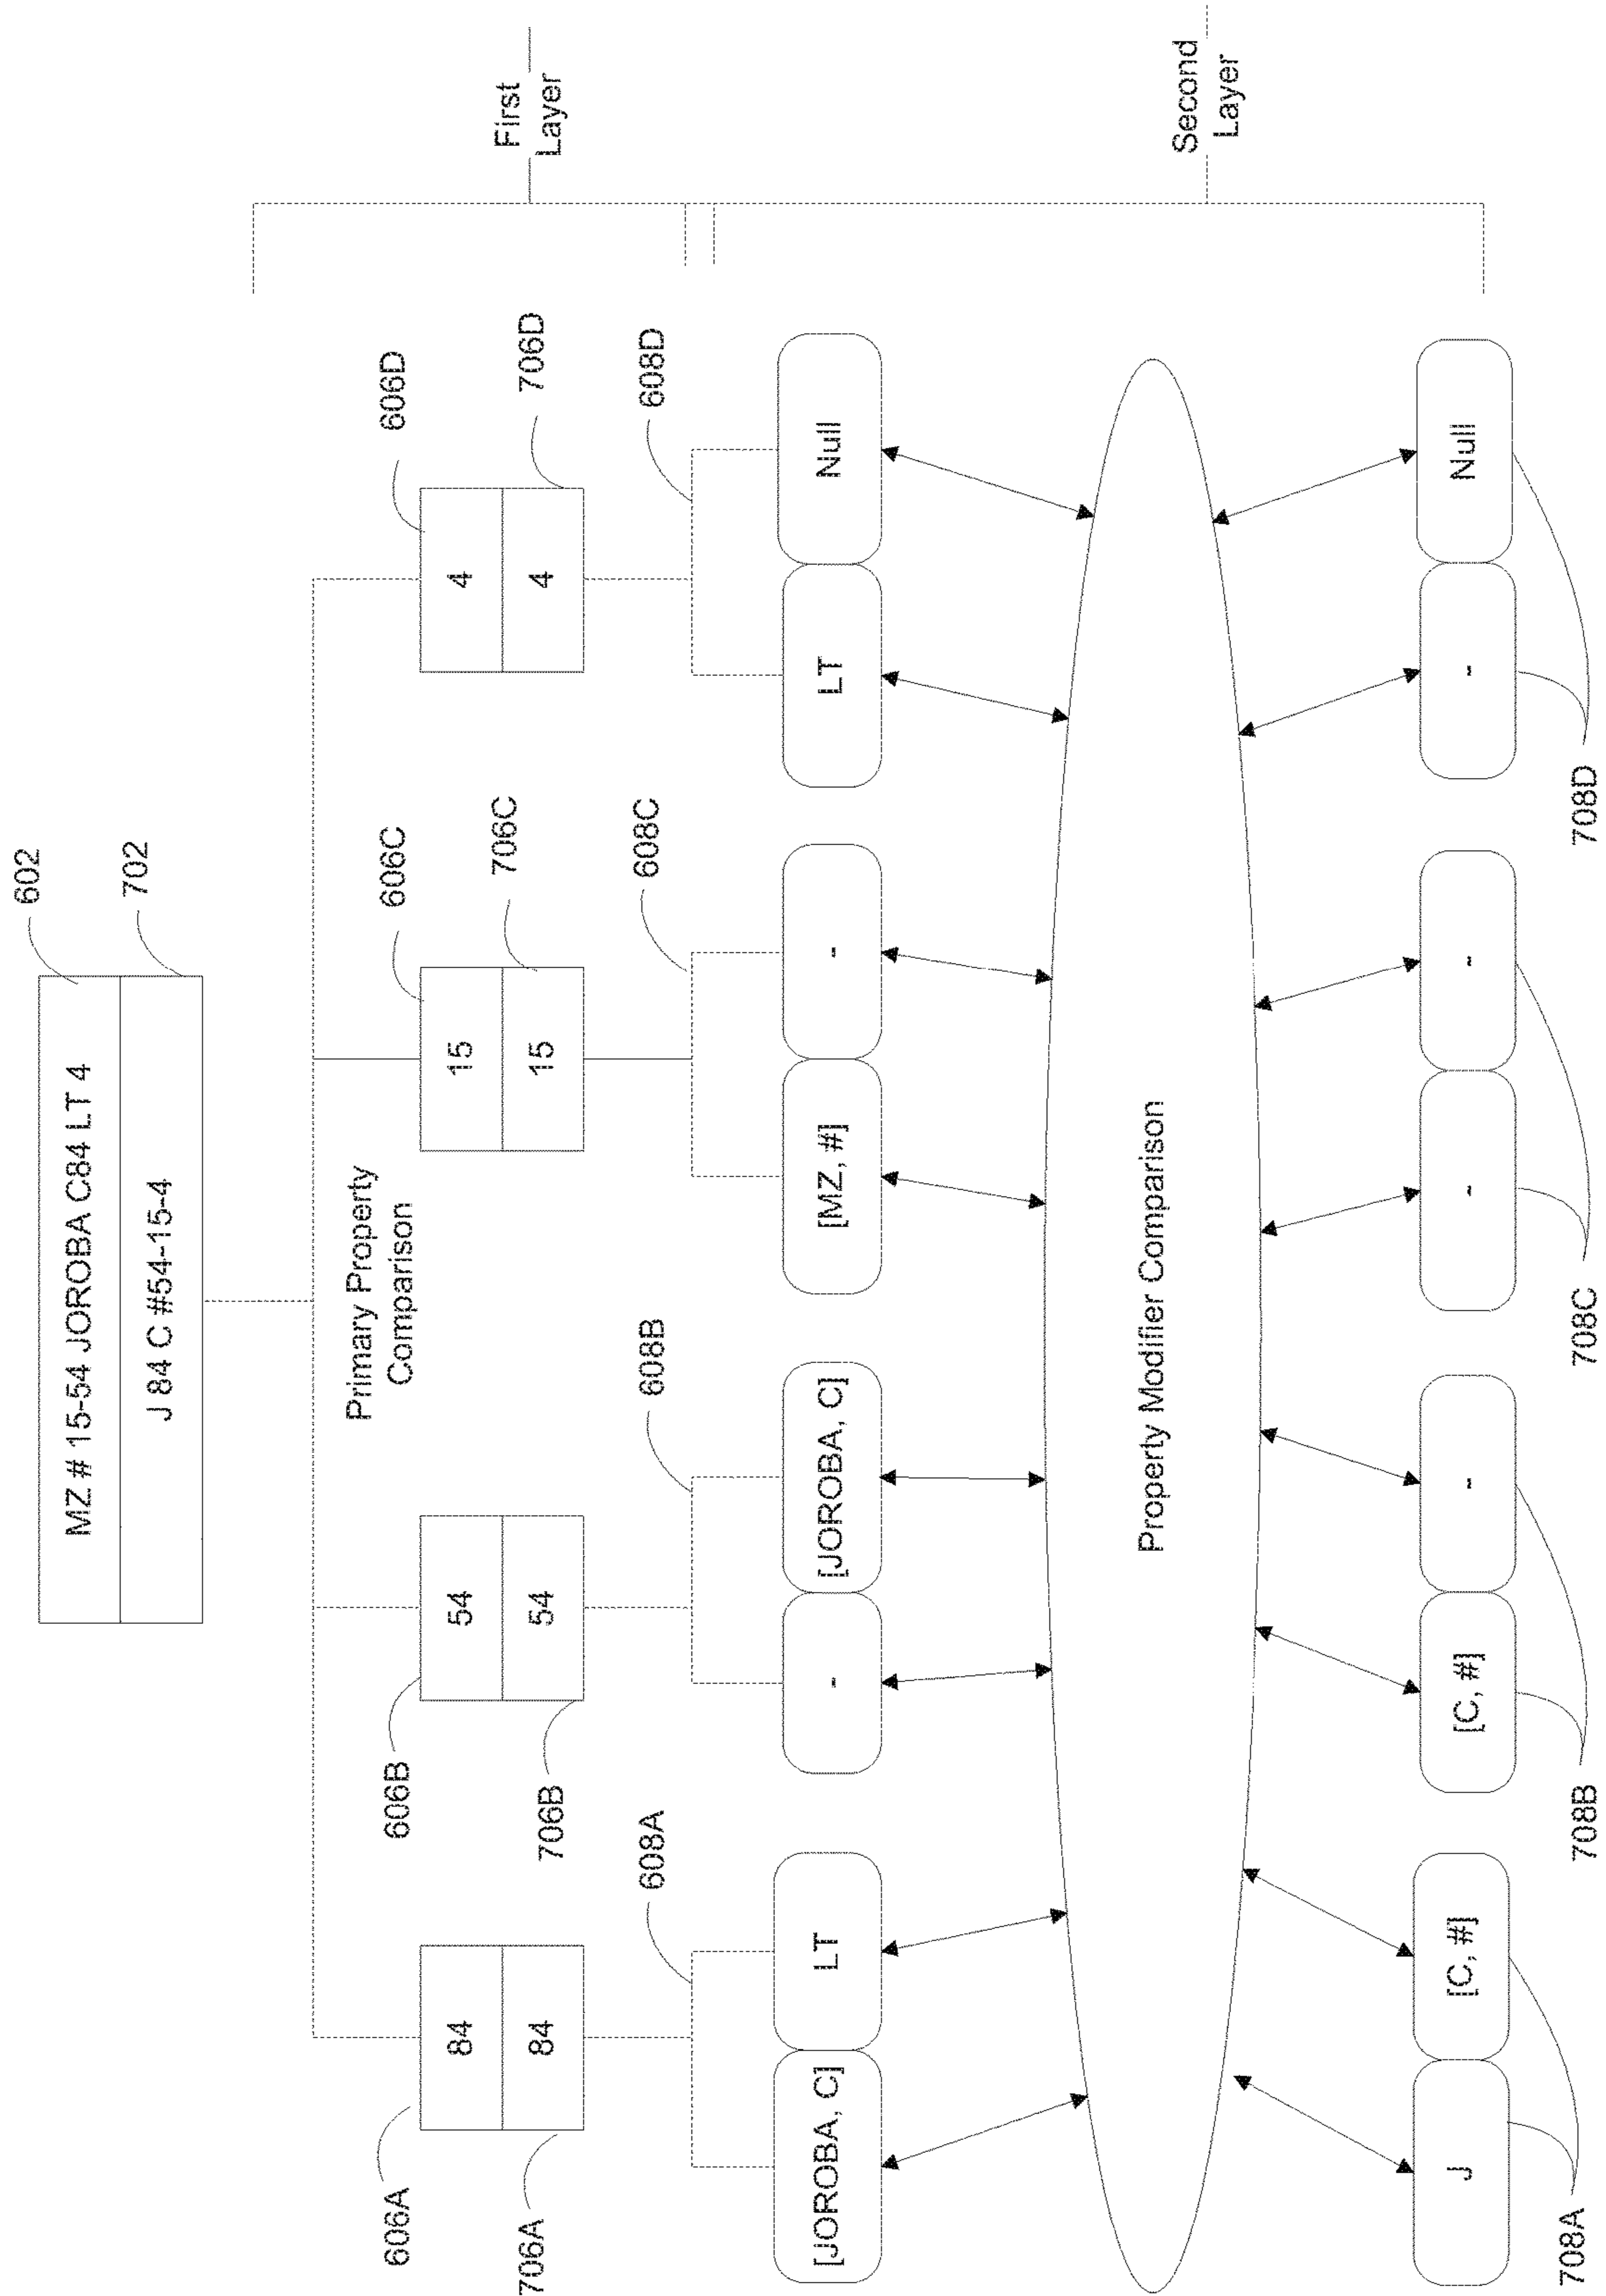 602
MZ # 15-54 JOROBA C84 LT 4
J 84 C #54-15-4
702
Primary Property
Comparison
First
Layer
606A
84
84
706A
606B
54
54
706B
606C
15
15
706C
606D
4
4
706D
608A
608B
608C
608D
[JOROBA, C]
LT
-
[JOROBA, C]
[MZ, #]
-
LT
Null
Property Modifier Comparison
Second
Layer
J
[C, #]
[C, #]
-
-
-
-
Null
708A
708B
708C
708D